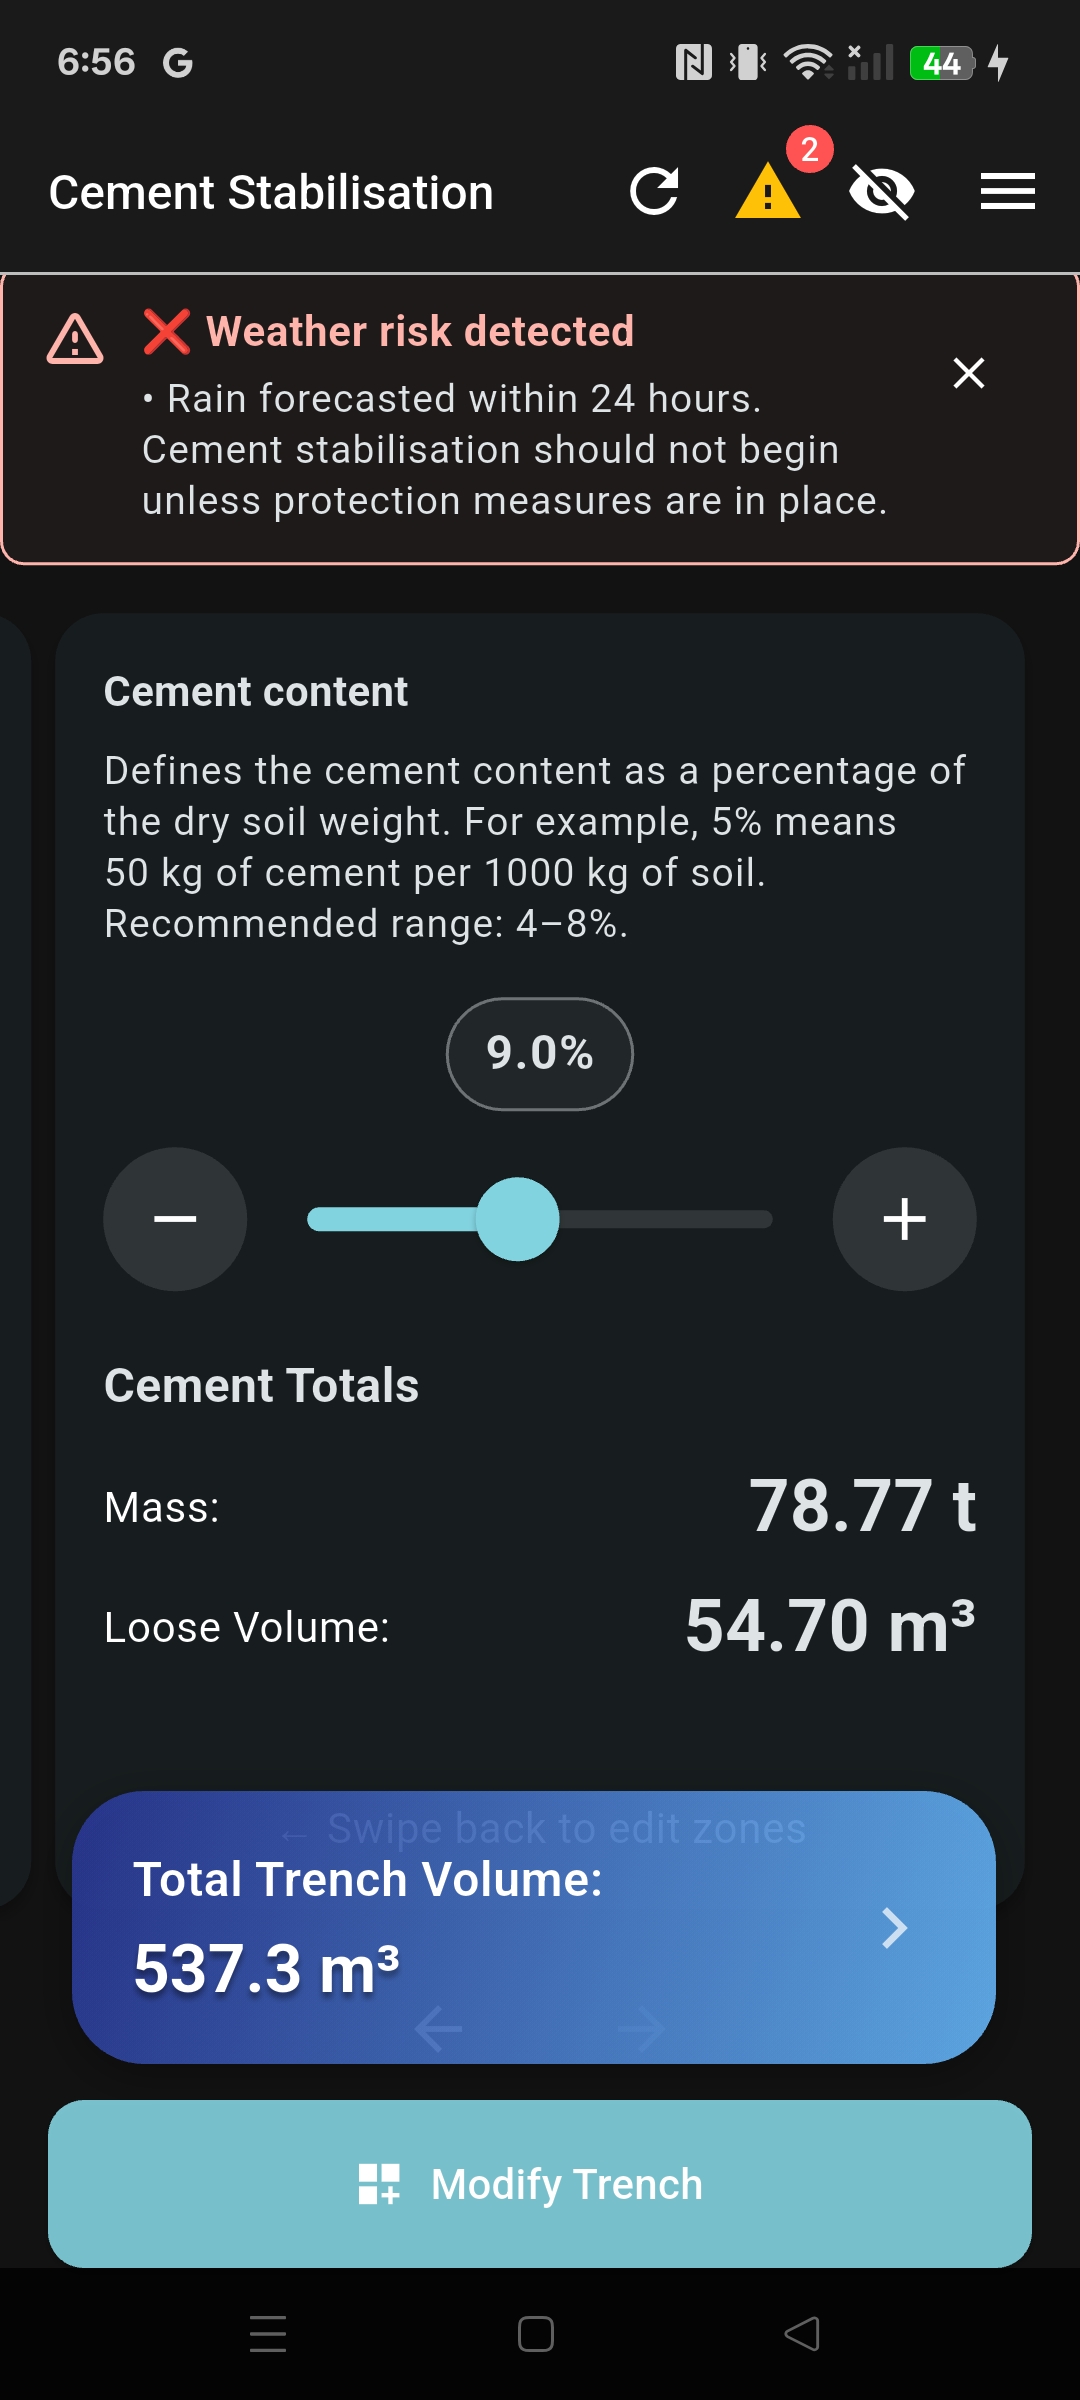 6:56 G 44
Cement Stabilisation 2
❌ Weather risk detected
• Rain forecasted within 24 hours.
Cement stabilisation should not begin
unless protection measures are in place.
Cement content
Defines the cement content as a percentage of
the dry soil weight. For example, 5% means
50 kg of cement per 1000 kg of soil.
Recommended range: 4–8%.
9.0%
Cement Totals
Mass: 78.77 t
Loose Volume: 54.70 m³
← Swipe back to edit zones
Total Trench Volume:
537.3 m³
Modify Trench